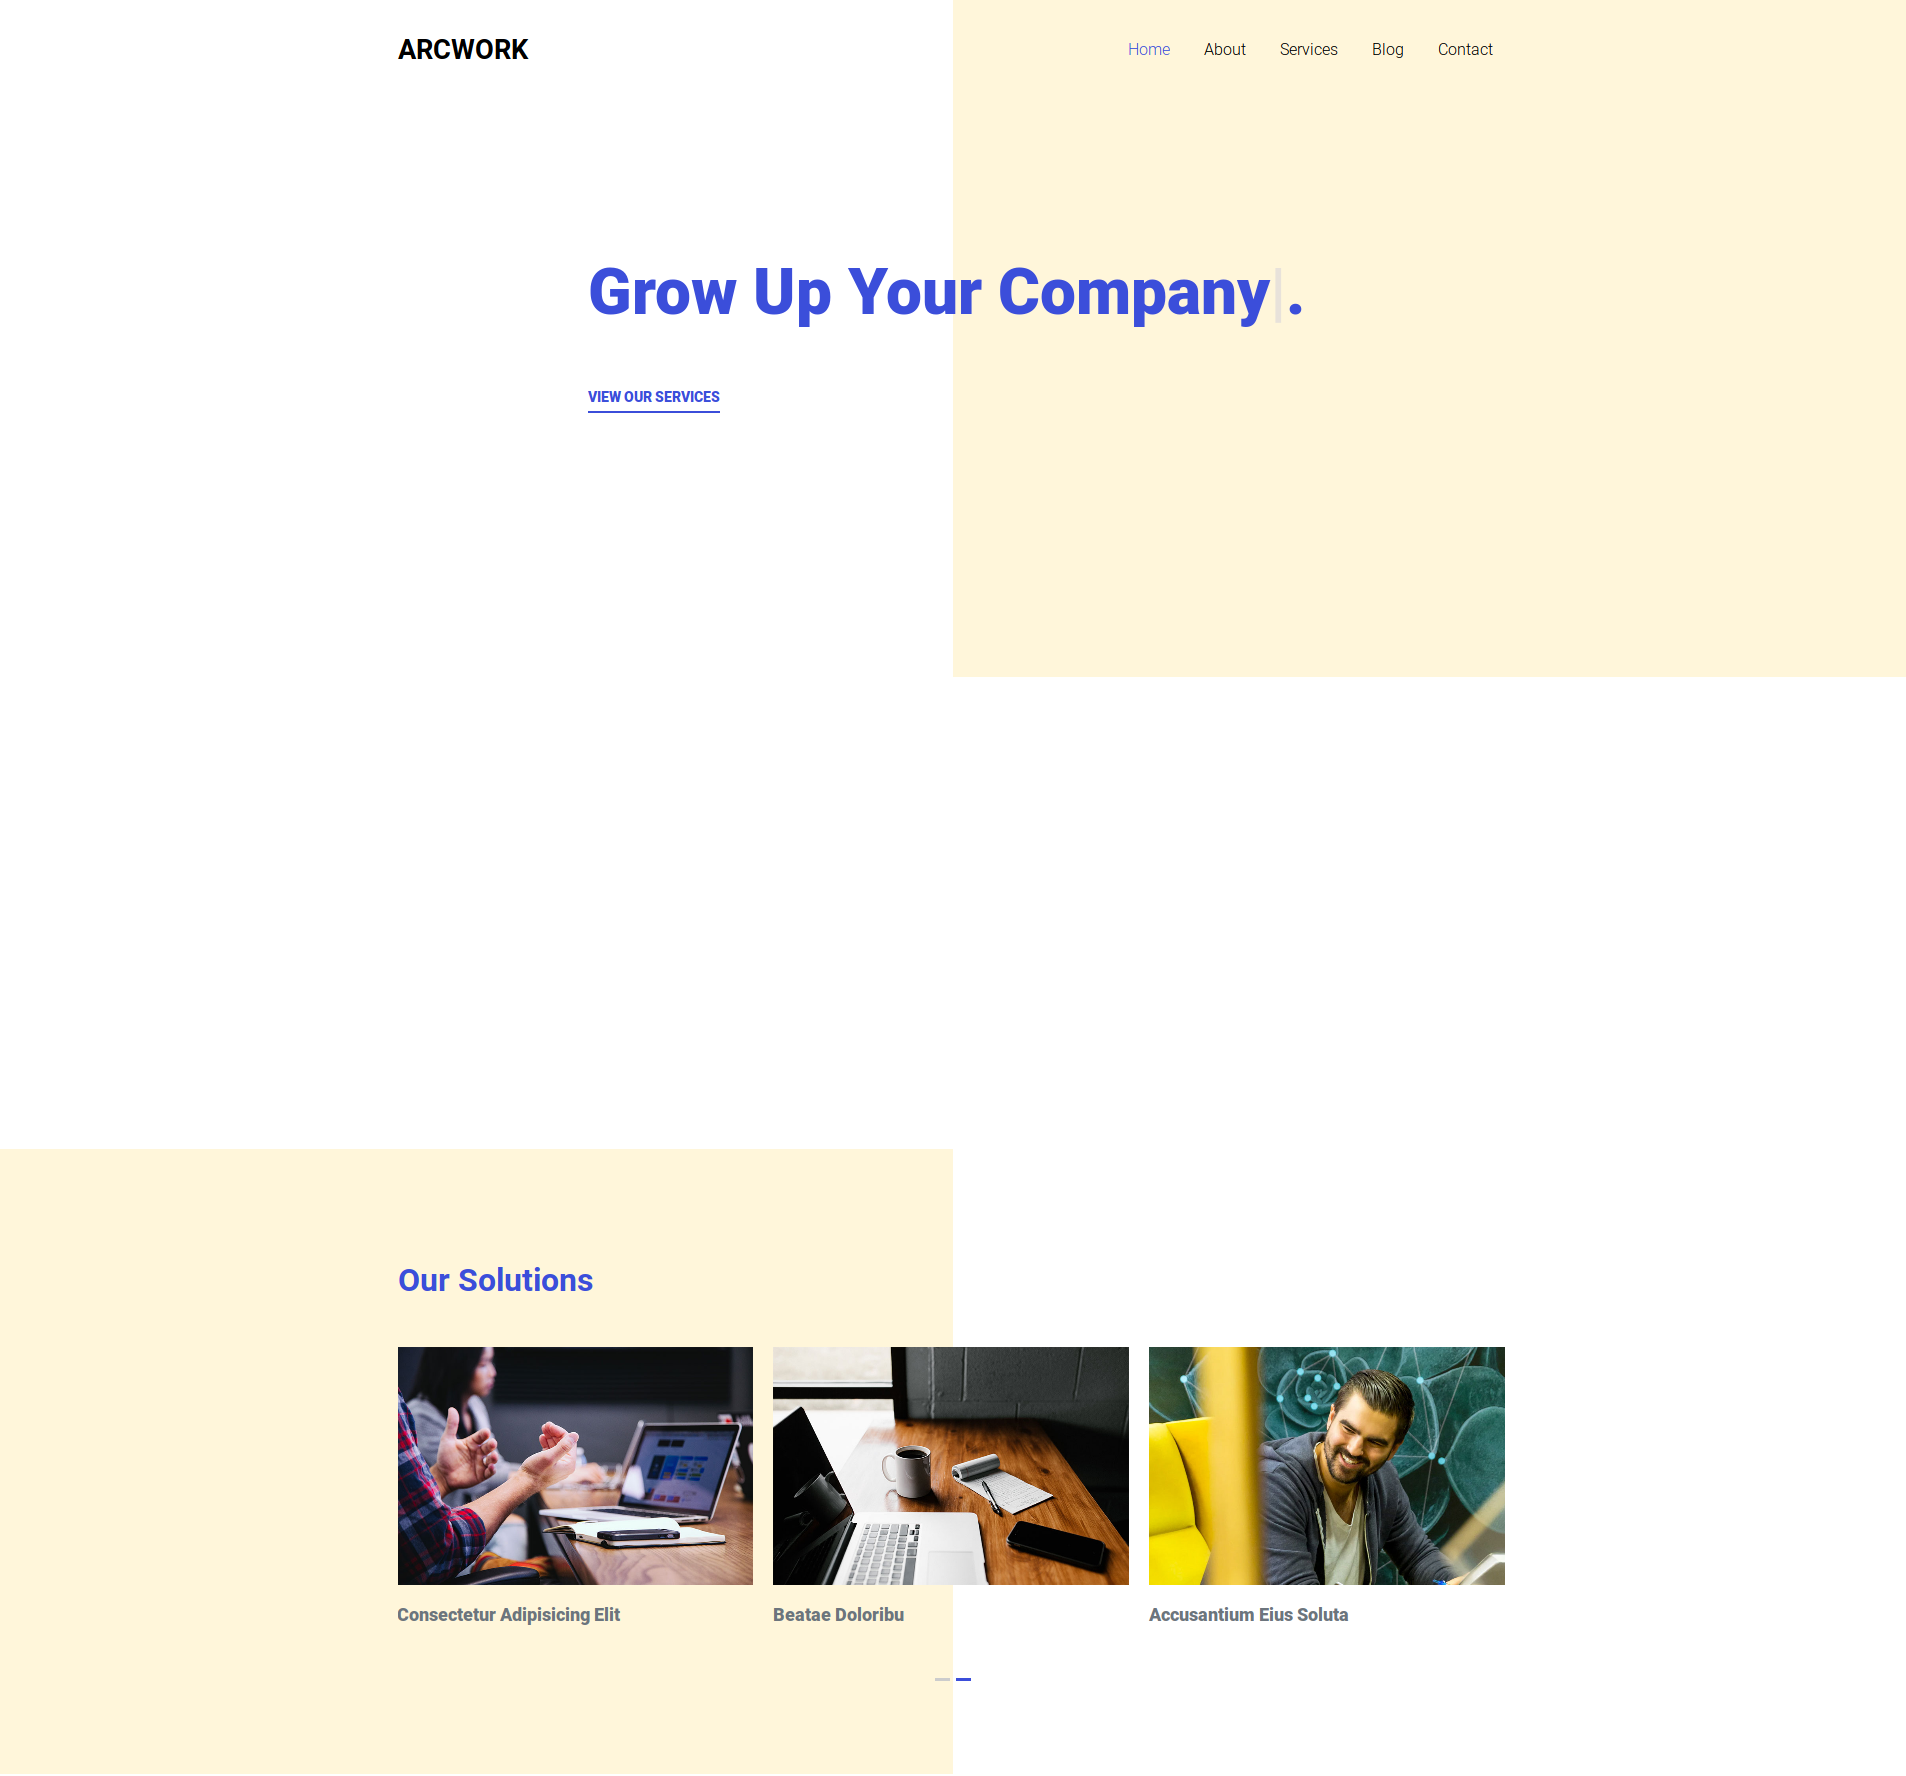 ARCWORK
Home About Services Blog Contact
Grow Up Your Company|.
VIEW OUR SERVICES
Our Solutions
Consectetur Adipisicing Elit
Beatae Doloribu
Accusantium Eius Soluta